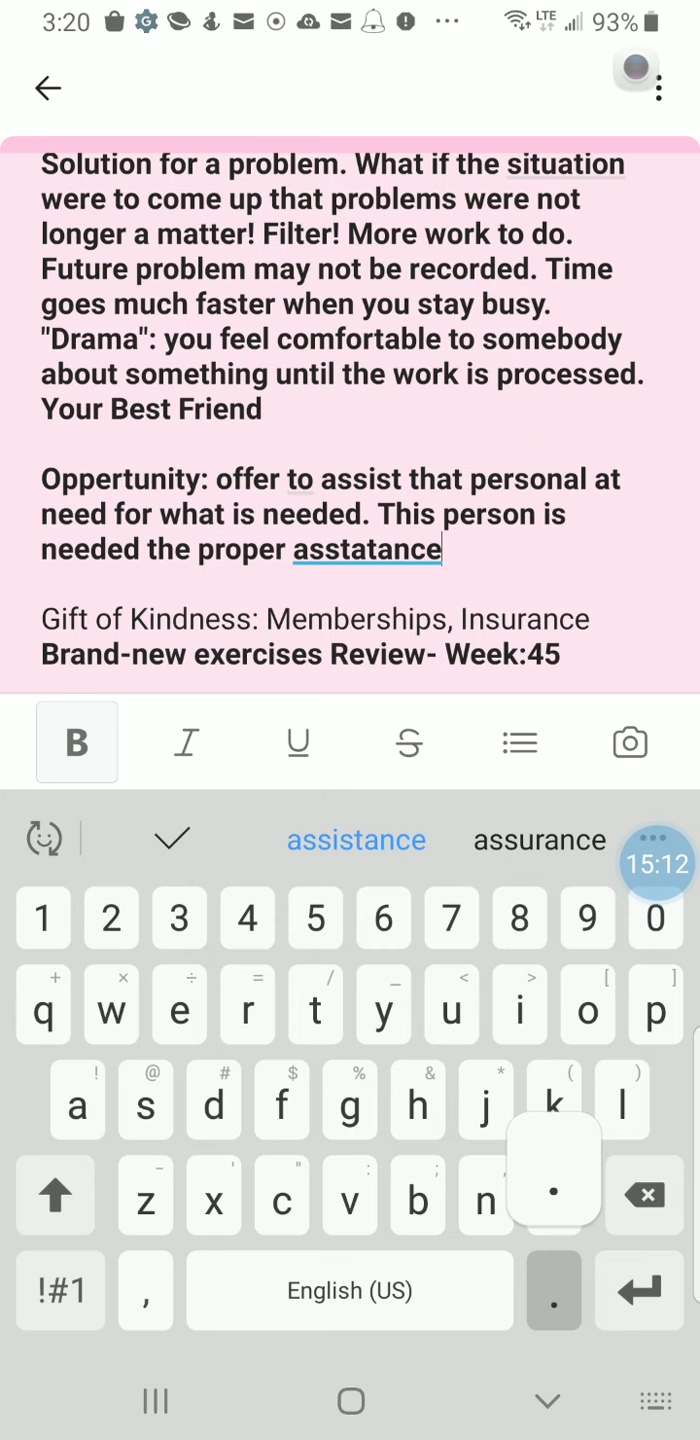 3:20 LTE 93%
Solution for a problem. What if the situation
were to come up that problems were not
longer a matter! Filter! More work to do.
Future problem may not be recorded. Time
goes much faster when you stay busy.
"Drama": you feel comfortable to somebody
about something until the work is processed.
Your Best Friend
Oppertunity: offer to assist that personal at
need for what is needed. This person is
needed the proper asstatance
Gift of Kindness: Memberships, Insurance
Brand-new exercises Review- Week:45
B I U S
assistance assurance
15:12
1 2 3 4 5 6 7 8 9 0
+ × ÷ = / _ < > [ ]
q w e r t y u i o p
! @ # $ % & * ( )
a s d f g h j k l
- ' " : ; ,
z x c v b n .
!#1 , English (US) .